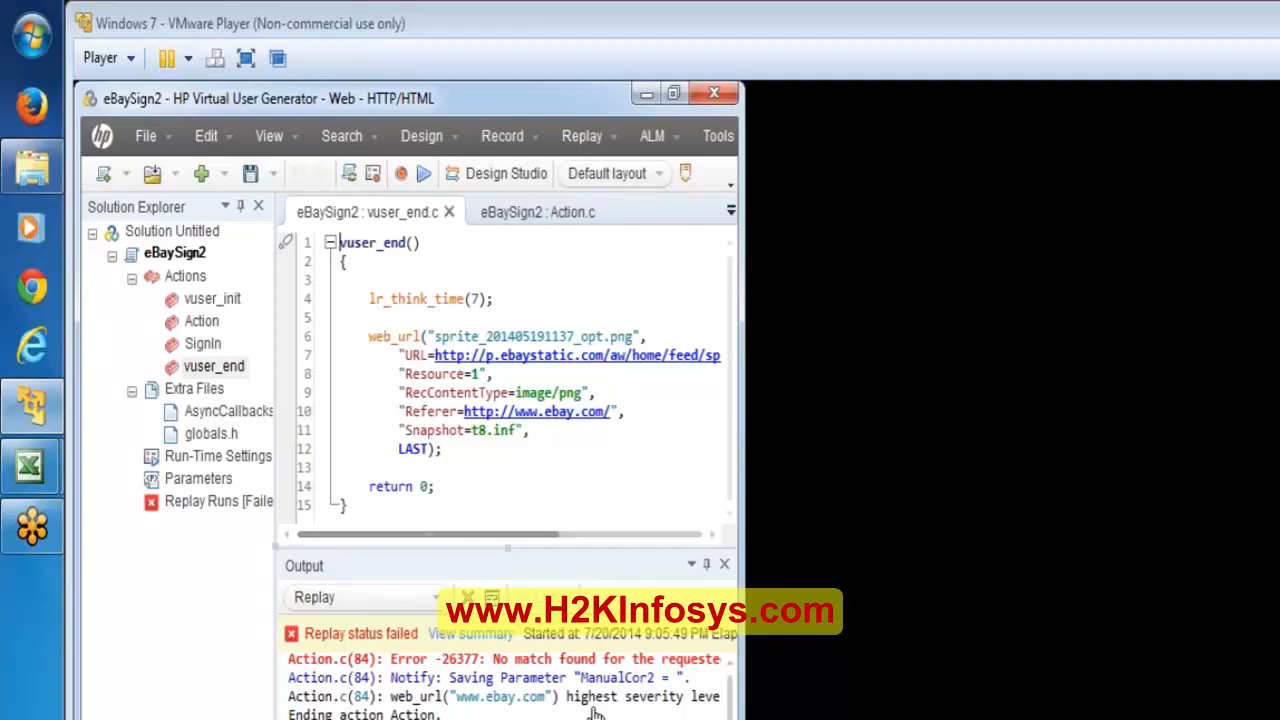 Windows 7 - VMware Player (Non-commercial use only)
Player
eBaySign2 - HP Virtual User Generator - Web - HTTP/HTML
hp File Edit View Search Design Record Replay ALM Tools
Design Studio Default layout
Solution Explorer
eBaySign2 : vuser_end.c eBaySign2 : Action.c
Solution Untitled
eBaySign2
Actions
vuser_init
Action
SignIn
vuser_end
Extra Files
AsyncCallbacks
globals.h
Run-Time Settings
Parameters
Replay Runs [Faile
1 vuser_end()
2 {
3
4 lr_think_time(7);
5
6 web_url("sprite_201405191137_opt.png",
7 "URL=http://p.ebaystatic.com/aw/home/feed/sp
8 "Resource=1",
9 "RecContentType=image/png",
10 "Referer=http://www.ebay.com/",
11 "Snapshot=t8.inf",
12 LAST);
13
14 return 0;
15 }
Output
Replay
www.H2KInfosys.com
Replay status failed View summary Started at: 7/20/2014 9:05:49 PM Elap
Action.c(84): Error -26377: No match found for the requeste
Action.c(84): Notify: Saving Parameter "ManualCor2 = ".
Action.c(84): web_url("www.ebay.com") highest severity leve
Ending action Action.